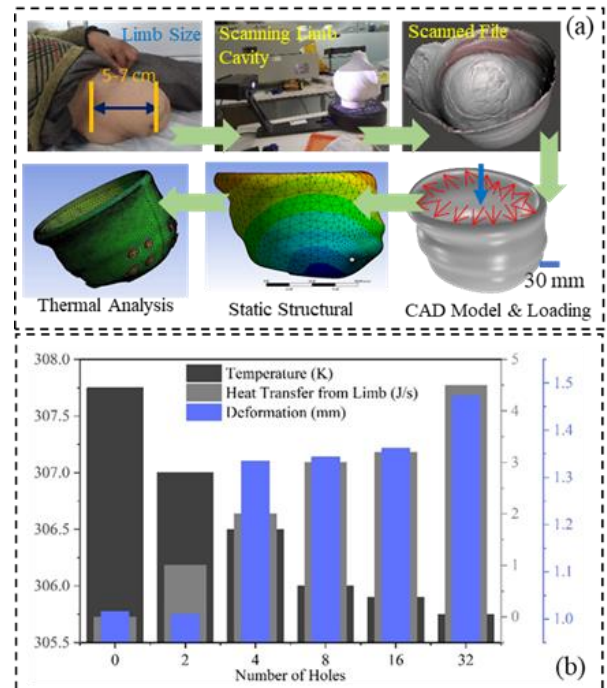 (a)
Limb Size
5-7 cm
Scanning Limb
Cavity
Scanned File
Thermal Analysis
Static Structural
CAD Model & Loading
30 mm
308.0
307.5
307.0
306.5
306.0
305.5
Temperature (K)
Heat Transfer from Limb (J/s)
Deformation (mm)
5
4
3
2
1
0
1.5
1.4
1.3
1.2
1.1
1.0
0 2 4 8 16 32
Number of Holes
(b)